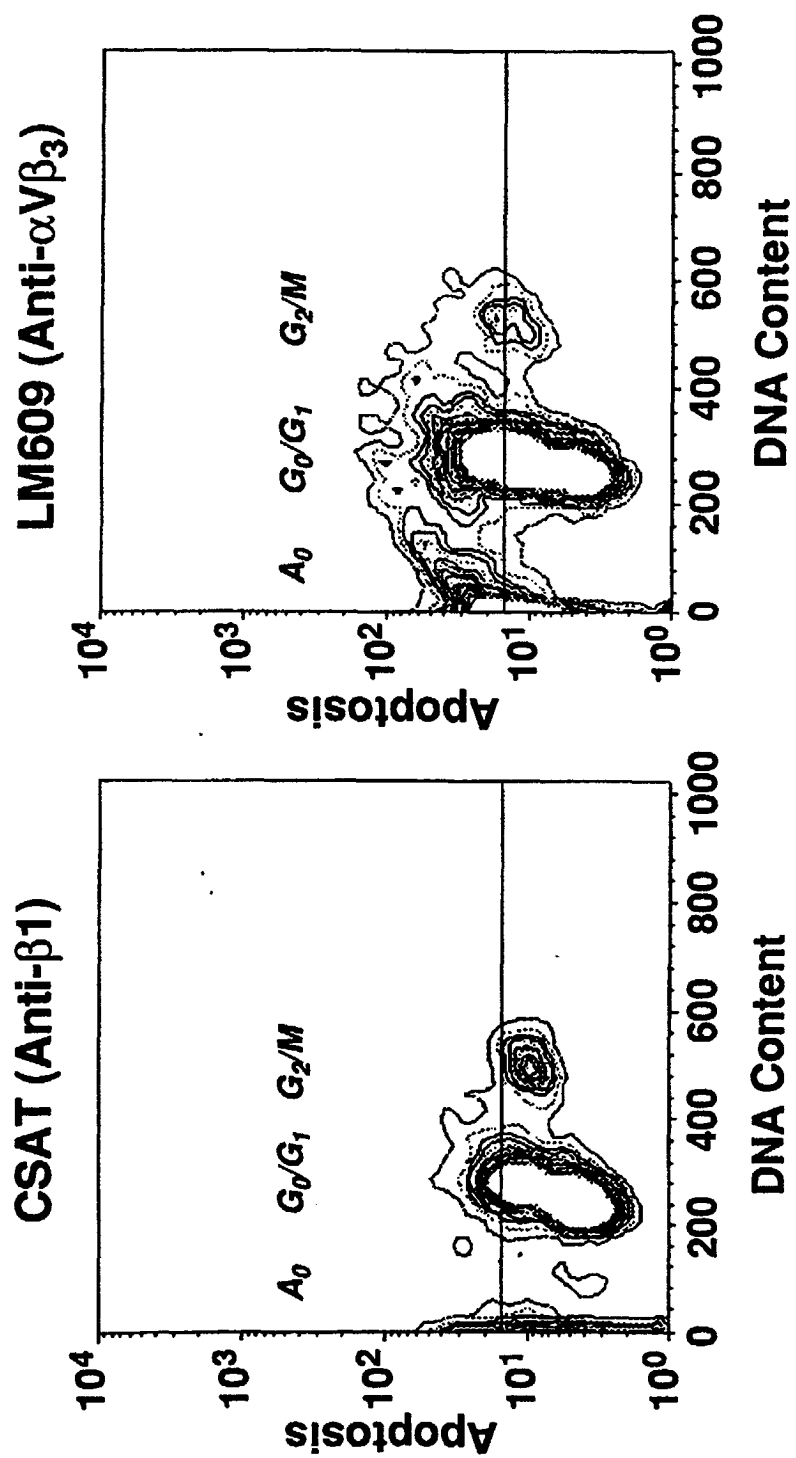 CSAT (Anti-β1)
10⁴
10³
10²
10¹
10⁰
Apoptosis
A₀ G₀/G₁ G₂/M
0 200 400 600 800 1000
DNA Content
LM609 (Anti-αVβ₃)
10⁴
10³
10²
10¹
10⁰
Apoptosis
A₀ G₀/G₁ G₂/M
0 200 400 600 800 1000
DNA Content